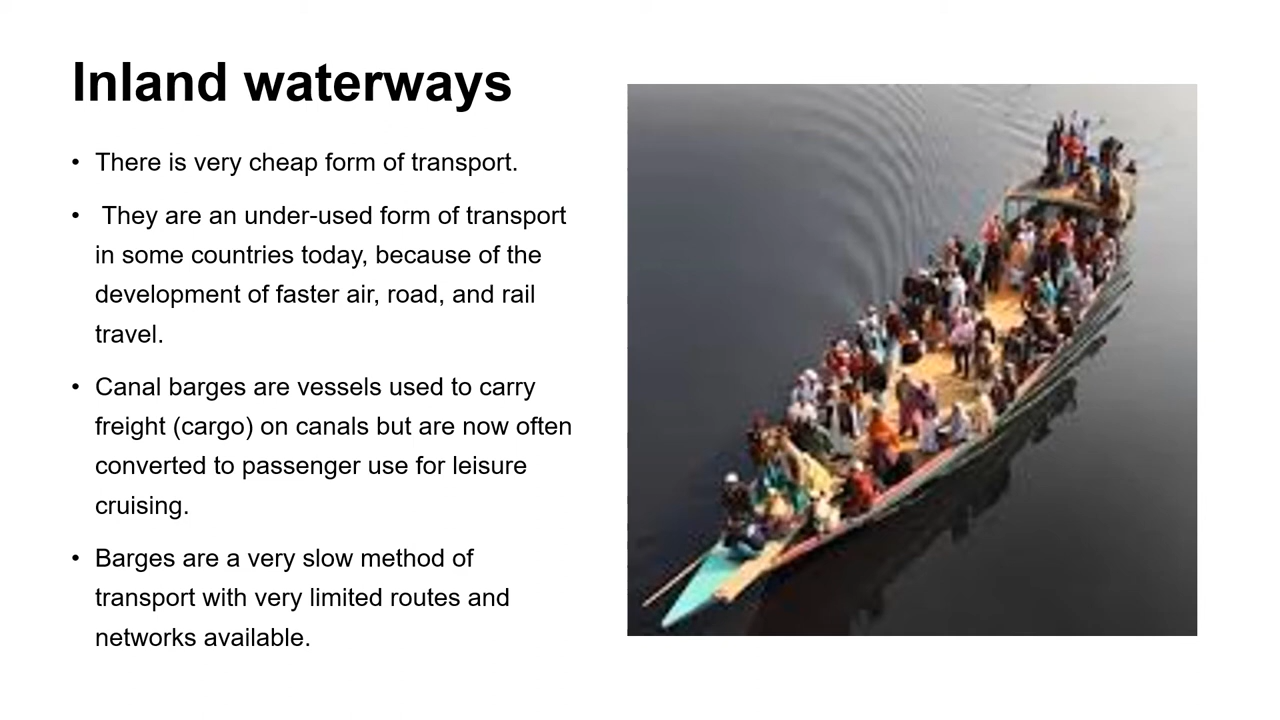 Inland waterways
• There is very cheap form of transport.
• They are an under-used form of transport
in some countries today, because of the
development of faster air, road, and rail
travel.
• Canal barges are vessels used to carry
freight (cargo) on canals but are now often
converted to passenger use for leisure
cruising.
• Barges are a very slow method of
transport with very limited routes and
networks available.